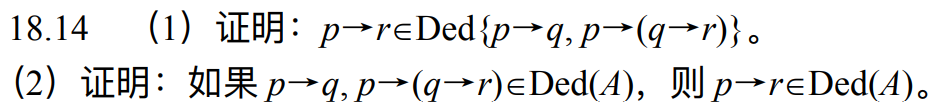 18.14 （1）证明：p→r∈Ded{p→q, p→(q→r)}。
（2）证明：如果 p→q, p→(q→r)∈Ded(A)，则 p→r∈Ded(A)。